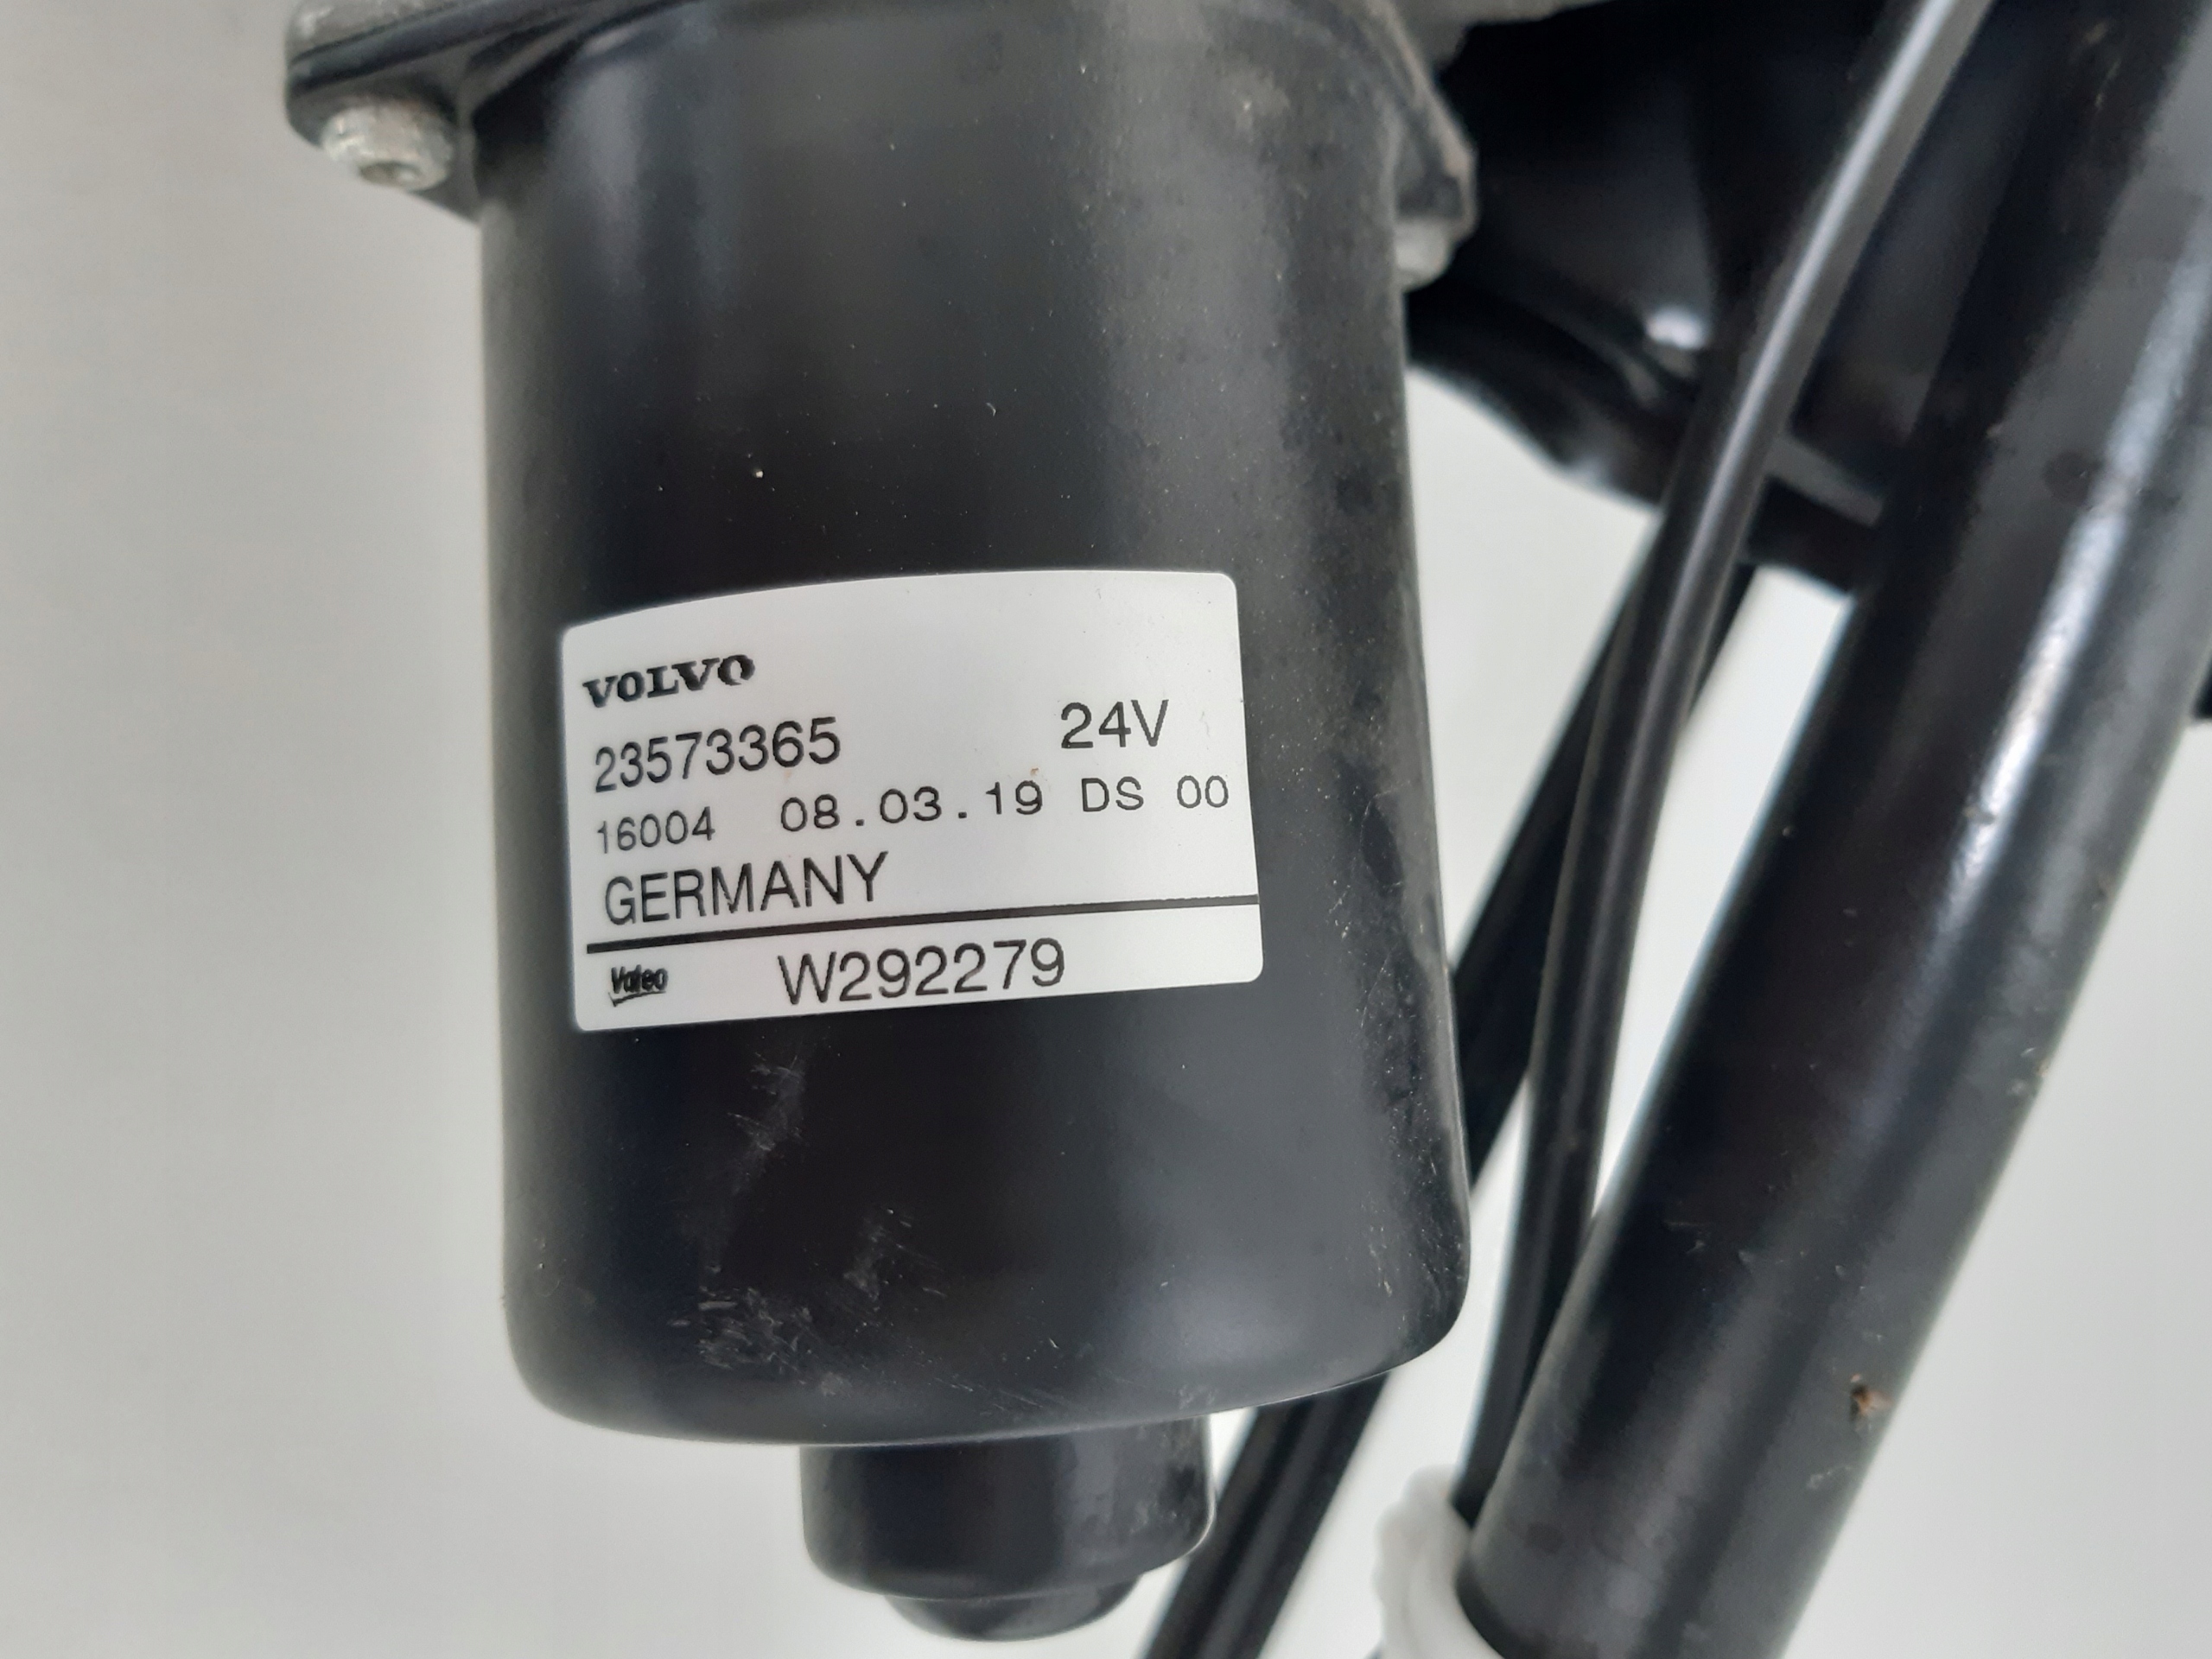 VOLVO
23573365 24V
16004 08.03.19 DS 00
GERMANY
Valeo W292279